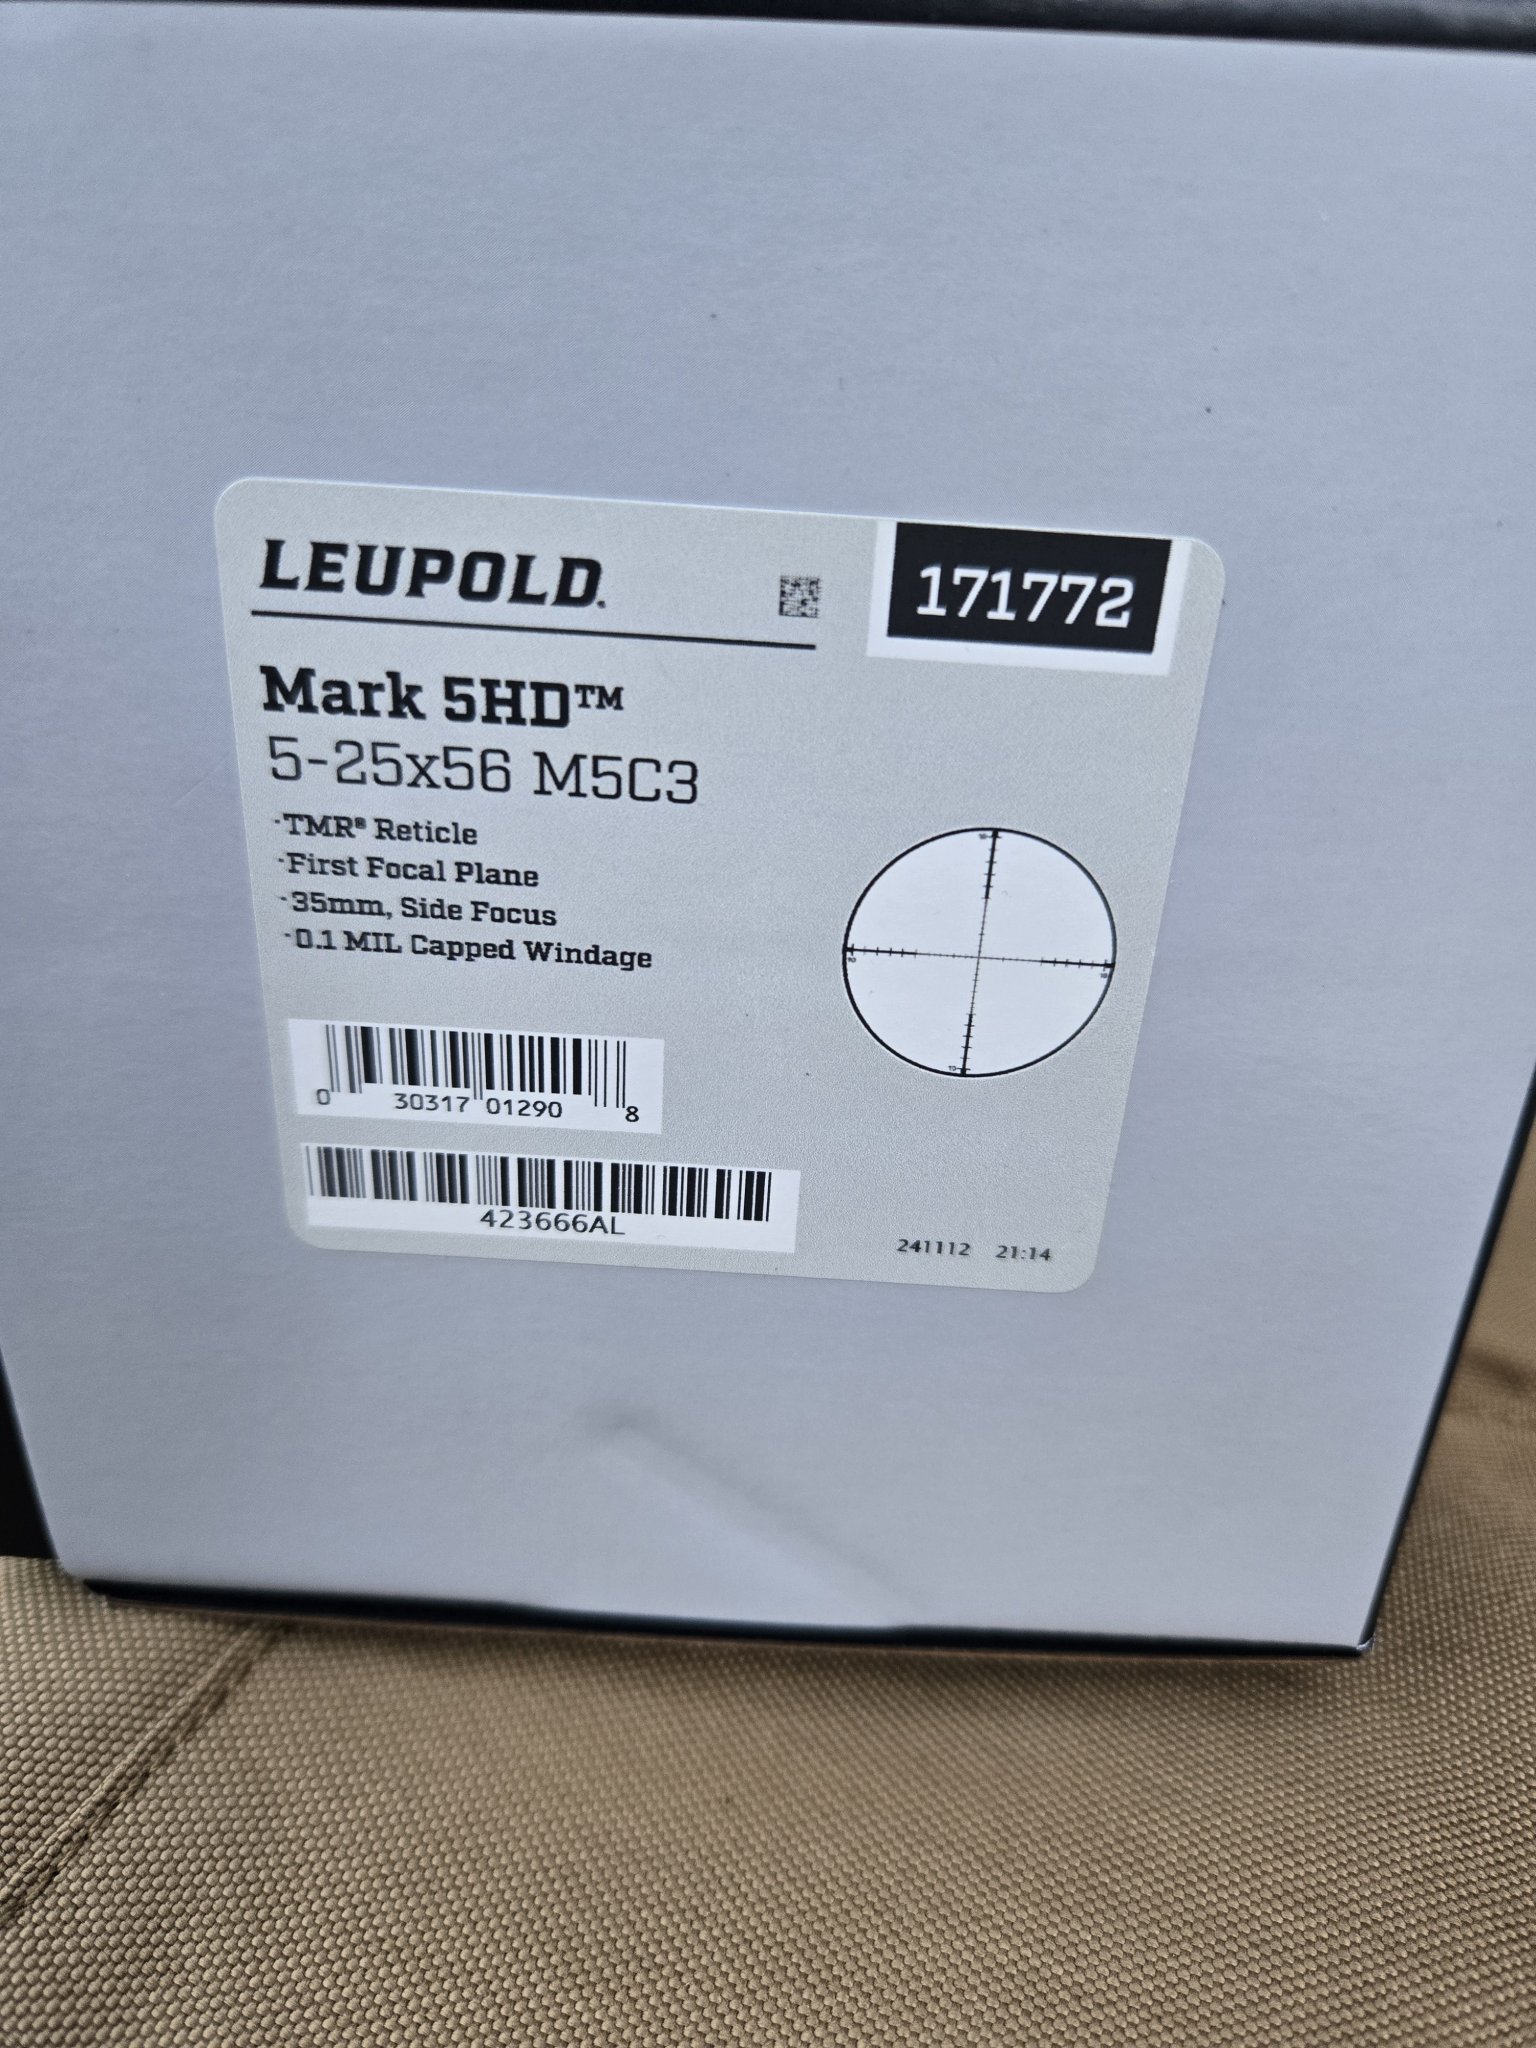 LEUPOLD.
171772
Mark 5HD™
5-25x56 M5C3
·TMR® Reticle
·First Focal Plane
·35mm, Side Focus
·0.1 MIL Capped Windage
0 30317 01290 8
423666AL
241112 21:14